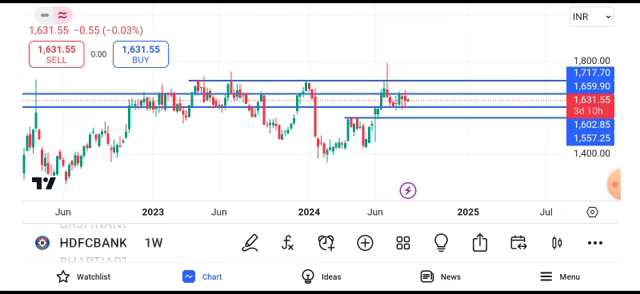 INR
1,631.55 −0.55 (−0.03%)
1,631.55
SELL
0.00
1,631.55
BUY
1,800.00
1,717.70
1,659.90
1,631.55
3d 10h
1,602.85
1,557.25
1,400.00
Jun
2023
Jun
2024
Jun
2025
Jul
HDFCBANK 1W
Watchlist
Chart
Ideas
News
Menu